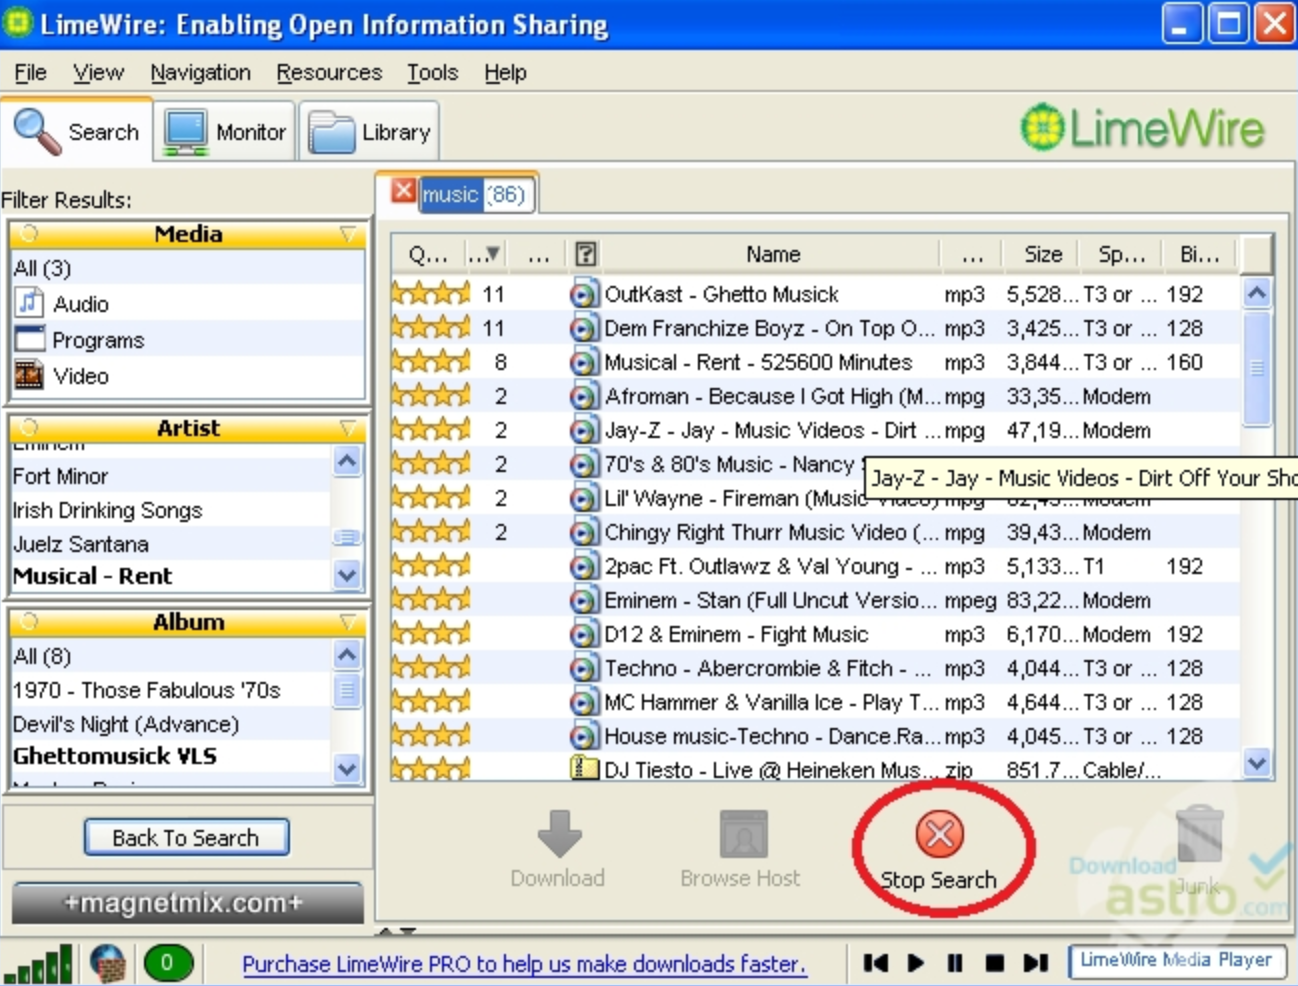 LimeWire: Enabling Open Information Sharing
File View Navigation Resources Tools Help
Search Monitor Library
LimeWire
Filter Results:
Media
All (3)
Audio
Programs
Video
Artist
Eminem
Fort Minor
Irish Drinking Songs
Juelz Santana
Musical - Rent
Album
All (8)
1970 - Those Fabulous '70s
Devil's Night (Advance)
Ghettomusick VLS
Back To Search
+magnetmix.com+
music (86)
Q... ... ... ? Name ... Size Sp... Bi...
11 OutKast - Ghetto Musick mp3 5,528... T3 or ... 192
11 Dem Franchize Boyz - On Top O... mp3 3,425... T3 or ... 128
8 Musical - Rent - 525600 Minutes mp3 3,844... T3 or ... 160
2 Afroman - Because I Got High (M... mpg 33,35... Modem
2 Jay-Z - Jay - Music Videos - Dirt ... mpg 47,19... Modem
2 70's & 80's Music - Nancy
Jay-Z - Jay - Music Videos - Dirt Off Your Sho
2 Lil' Wayne - Fireman (Music Video) mpg 62,43... Modem
2 Chingy Right Thurr Music Video (... mpg 39,43... Modem
2pac Ft. Outlawz & Val Young - ... mp3 5,133... T1 192
Eminem - Stan (Full Uncut Versio... mpeg 83,22... Modem
D12 & Eminem - Fight Music mp3 6,170... Modem 192
Techno - Abercrombie & Fitch - ... mp3 4,044... T3 or ... 128
MC Hammer & Vanilla Ice - Play T... mp3 4,644... T3 or ... 128
House music-Techno - Dance.Ra... mp3 4,045... T3 or ... 128
DJ Tiesto - Live @ Heineken Mus... zip 851.7... Cable/...
Download Browse Host Stop Search Junk
Download
astro.com
0 Purchase LimeWire PRO to help us make downloads faster. LimeWire Media Player